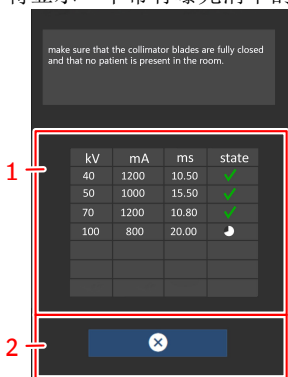 make sure that the collimator blades are fully closed
and that no patient is present in the room.
1
kV mA ms state
40 1200 10.50
50 1000 15.50
70 1200 10.80
100 800 20.00
2